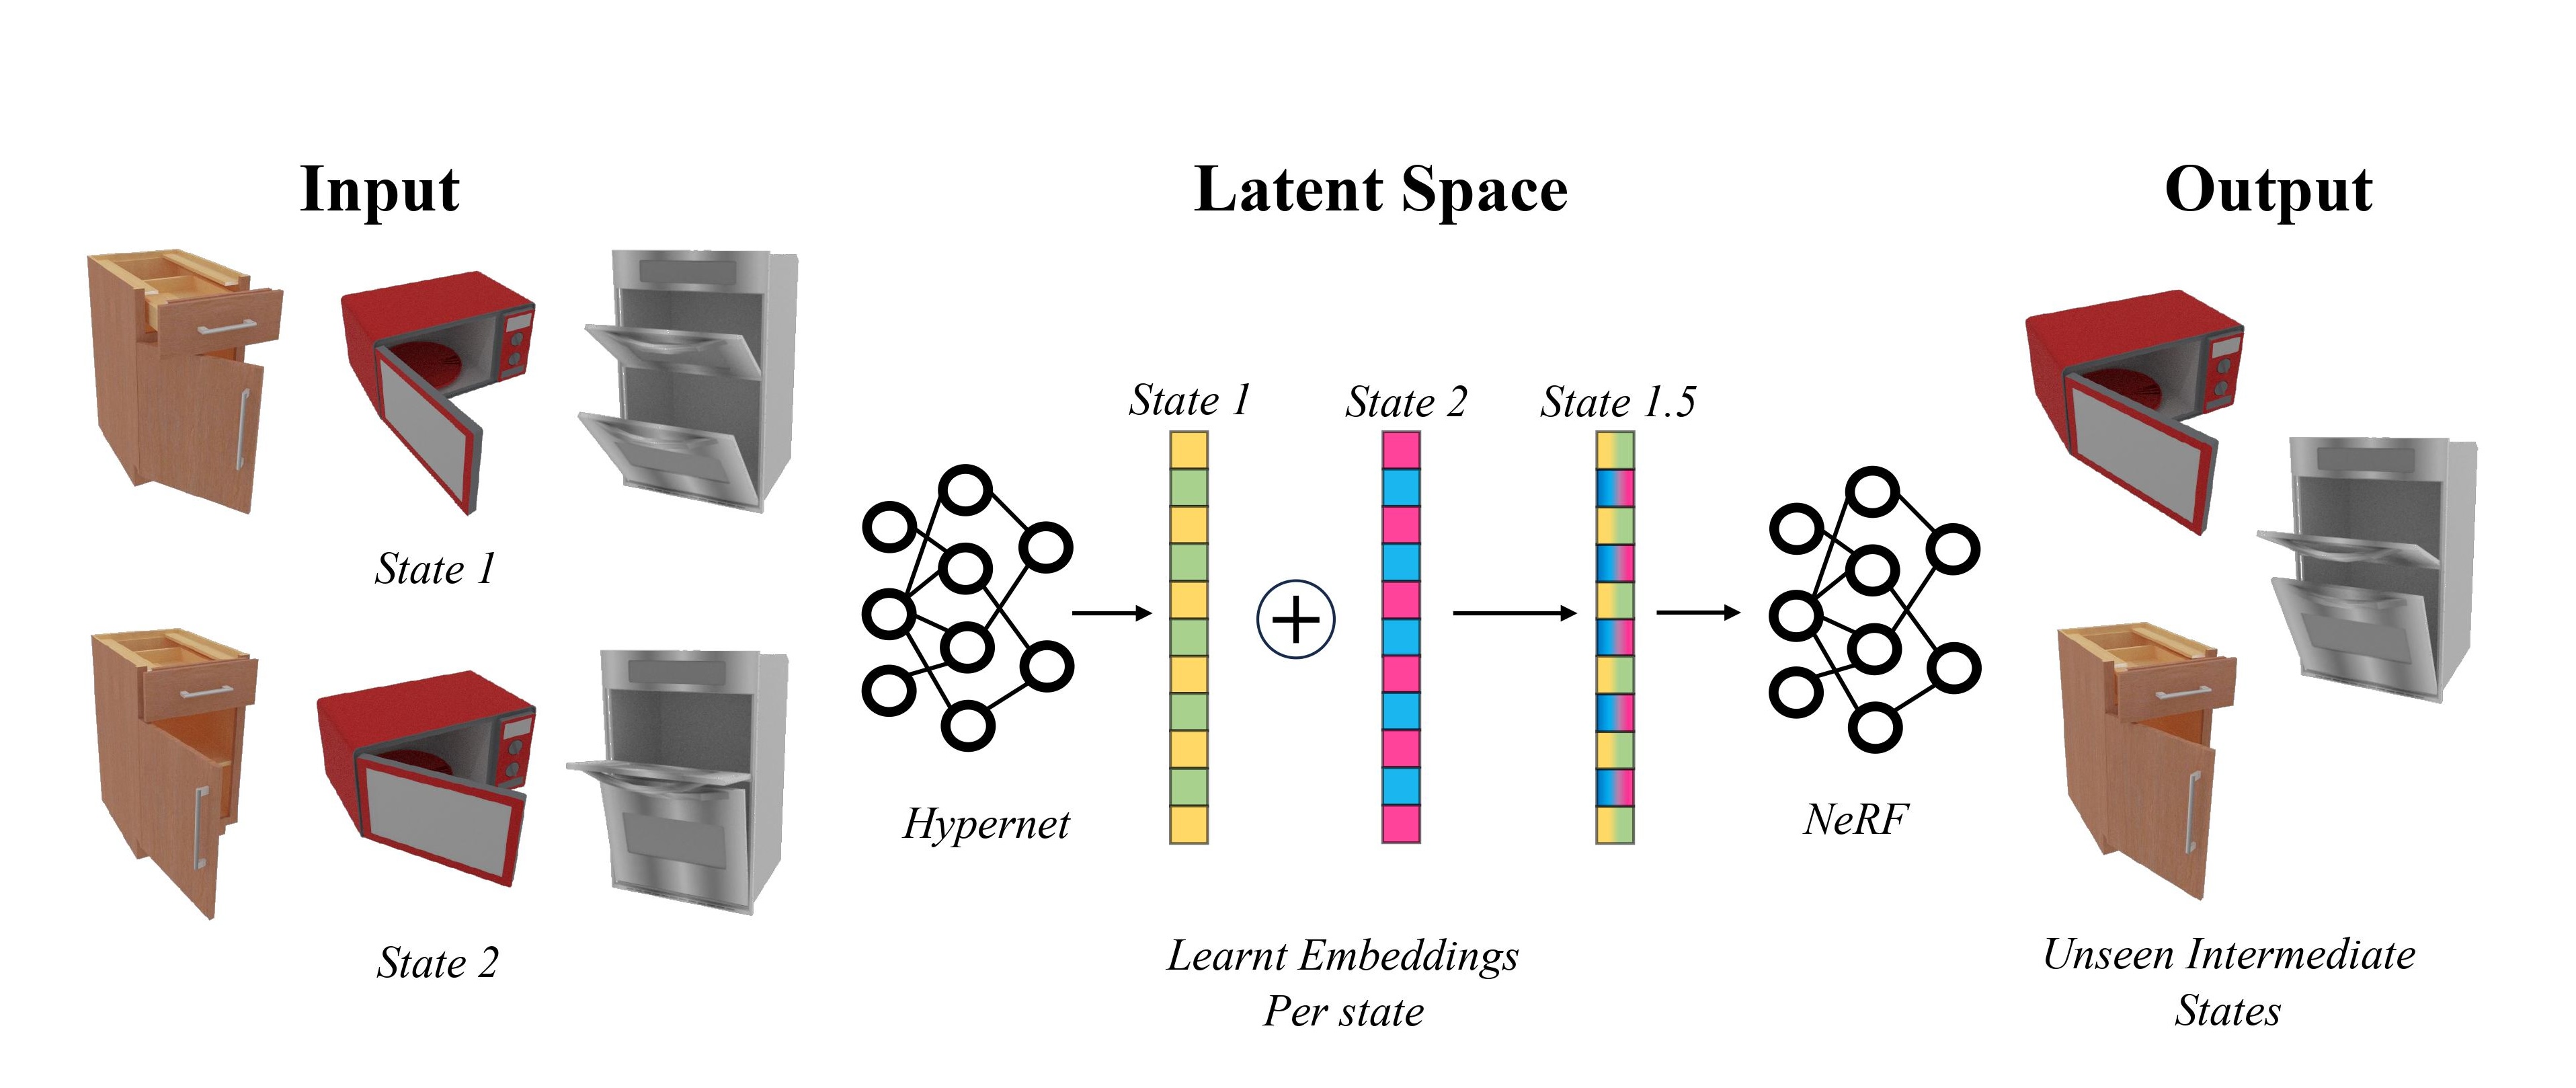 Input
Latent Space
Output
State 1
State 2
State 1
State 2
State 1.5
Hypernet
NeRF
Learnt Embeddings
Per state
Unseen Intermediate
States